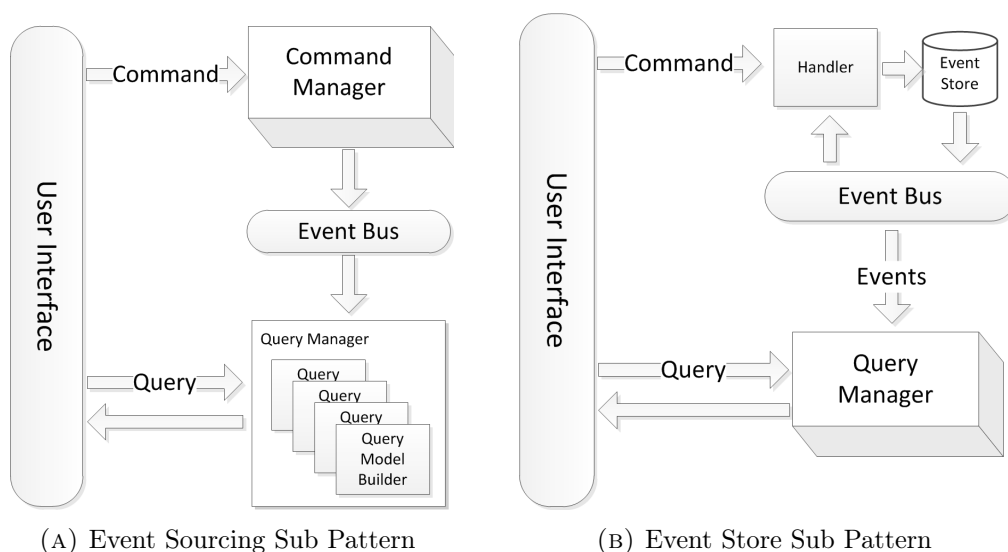 User Interface
Command
Command
Manager
Event Bus
Query Manager
Query
Query
Query
Query
Model
Builder
Query
(A) Event Sourcing Sub Pattern
User Interface
Command
Handler
Event
Store
Event Bus
Events
Query
Query
Manager
(B) Event Store Sub Pattern